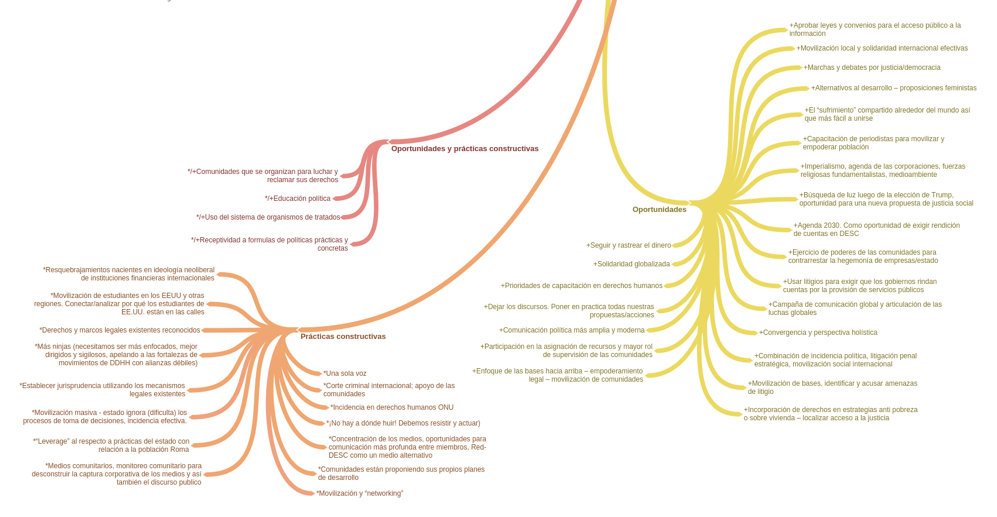 Oportunidades y prácticas constructivas
*/+Comunidades que se organizan para luchar y
reclamar sus derechos
*/+Educación política
*/+Uso del sistema de organismos de tratados
*/+Receptividad a formulas de políticas prácticas y
concretas
Prácticas constructivas
*Resquebrajamientos nacientes en ideología neoliberal
de instituciones financieras internacionales
*Movilización de estudiantes en los EEUU y otras
regiones. Conectar/analizar por qué los estudiantes de
EE.UU. están en las calles
*Derechos y marcos legales existentes reconocidos
*Más ninjas (necesitamos ser más enfocados, mejor
dirigidos y sigilosos, apelando a las fortalezas de
movimientos de DDHH con alianzas débiles)
*Establecer jurisprudencia utilizando los mecanismos
legales existentes
*Movilización masiva - estado ignora (dificulta) los
procesos de toma de decisiones, incidencia efectiva.
*"Leverage" al respecto a prácticas del estado con
relación a la población Roma
*Medios comunitarios, monitoreo comunitario para
desconstruir la captura corporativa de los medios y así
también el discurso publico
*Una sola voz
*Corte criminal internacional; apoyo de las
comunidades
*Incidencia en derechos humanos ONU
*¡No hay a dónde huir! Debemos resistir y actuar)
*Concentración de los medios, oportunidades para
comunicación más profunda entre miembros, Red-
DESC como un medio alternativo
*Comunidades están proponiendo sus propios planes
de desarrollo
*Movilización y “networking”
Oportunidades
+Aprobar leyes y convenios para el acceso público a la
información
+Movilización local y solidaridad internacional efectivas
+Marchas y debates por justicia/democracia
+Alternativos al desarrollo – proposiciones feministas
+El “sufrimiento” compartido alrededor del mundo así
que más fácil a unirse
+Capacitación de periodistas para movilizar y
empoderar población
+Imperialismo, agenda de las corporaciones, fuerzas
religiosas fundamentalistas, medioambiente
+Búsqueda de luz luego de la elección de Trump,
oportunidad para una nueva propuesta de justicia social
+Agenda 2030. Como oportunidad de exigir rendición
de cuentas en DESC
+Ejercicio de poderes de las comunidades para
contrarrestar la hegemonía de empresas/estado
+Usar litigios para exigir que los gobiernos rindan
cuentas por la provisión de servicios públicos
+Campaña de comunicación global y articulación de las
luchas globales
+Convergencia y perspectiva holística
+Combinación de incidencia política, litigación penal
estratégica, movilización social internacional
+Movilización de bases, identificar y acusar amenazas
de litigio
+Incorporación de derechos en estrategias anti pobreza
o sobre vivienda – localizar acceso a la justicia
+Seguir y rastrear el dinero
+Solidaridad globalizada
+Prioridades de capacitación en derechos humanos
+Dejar los discursos. Poner en practica todas nuestras
propuestas/acciones
+Comunicación política más amplia y moderna
+Participación en la asignación de recursos y mayor rol
de supervisión de las comunidades
+Enfoque de las bases hacia arriba – empoderamiento
legal – movilización de comunidades